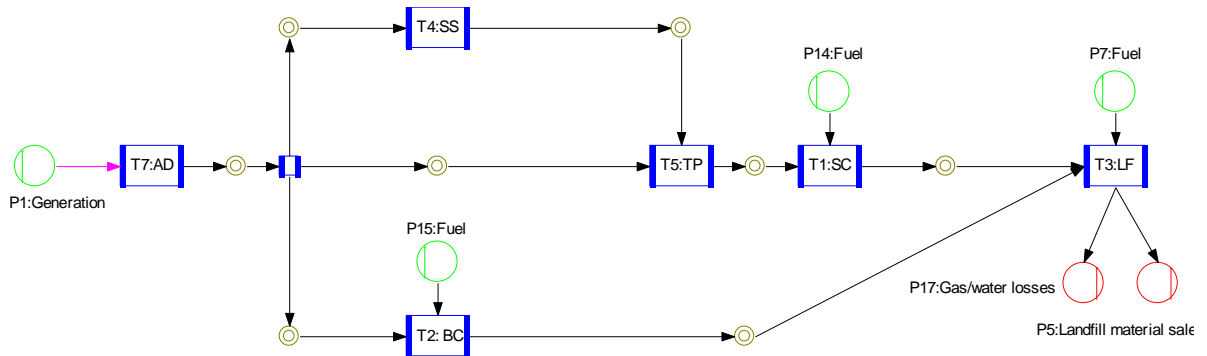 T4:SS
P14:Fuel
P7:Fuel
T7:AD
T5:TP
T1:SC
T3:LF
P1:Generation
P15:Fuel
P17:Gas/water losses
T2: BC
P5:Landfill material sale